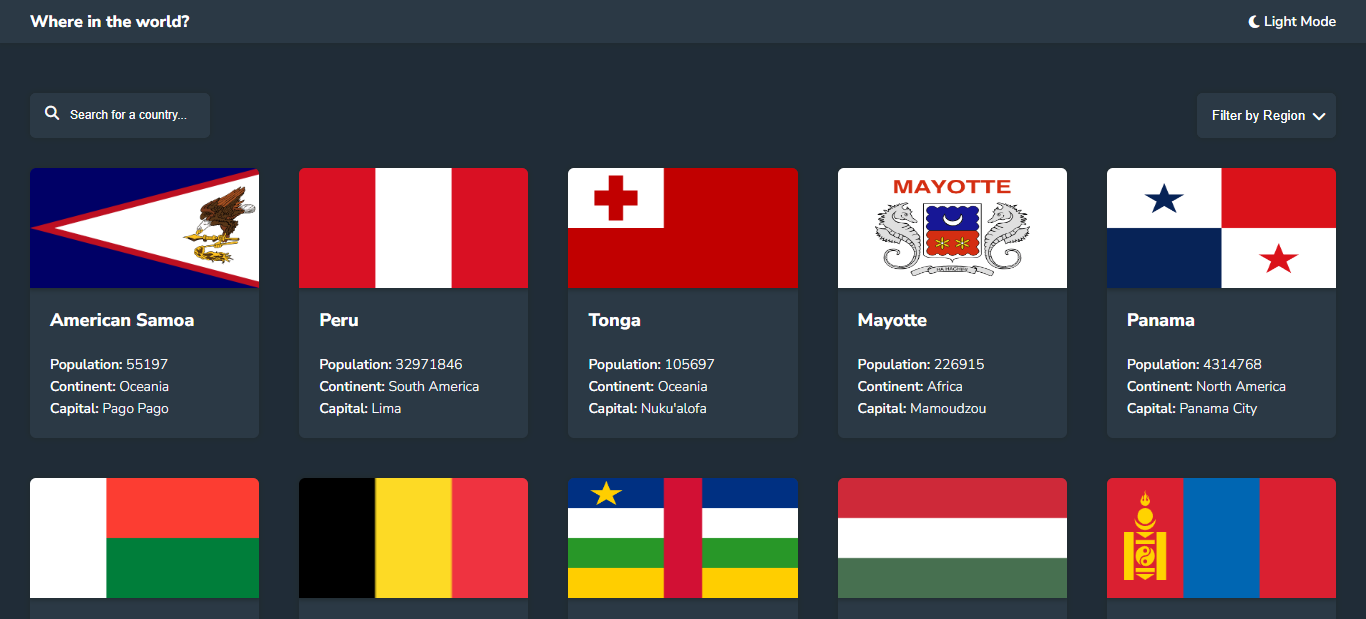 Where in the world?
Light Mode
Search for a country...
Filter by Region
MAYOTTE
American Samoa
Population: 55197
Continent: Oceania
Capital: Pago Pago
Peru
Population: 32971846
Continent: South America
Capital: Lima
Tonga
Population: 105697
Continent: Oceania
Capital: Nuku'alofa
Mayotte
Population: 226915
Continent: Africa
Capital: Mamoudzou
Panama
Population: 4314768
Continent: North America
Capital: Panama City